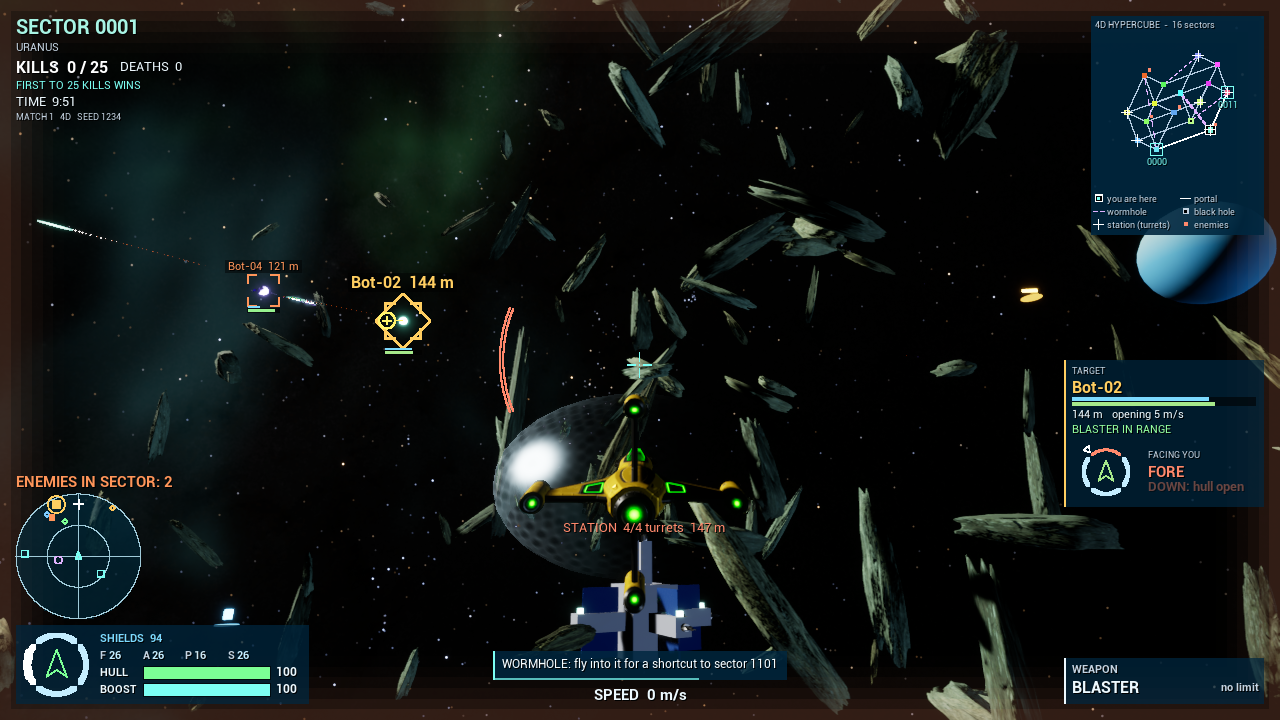 SECTOR 0001
URANUS
KILLS 0 / 25 DEATHS 0
FIRST TO 25 KILLS WINS
TIME 9:51
MATCH 1 4D SEED 1234
4D HYPERCUBE - 16 sectors
0011
0000
you are here
portal
wormhole
black hole
station (turrets)
enemies
Bot-04 121 m
Bot-02 144 m
TARGET
Bot-02
144 m opening 5 m/s
BLASTER IN RANGE
FACING YOU
FORE
DOWN: hull open
ENEMIES IN SECTOR: 2
STATION 4/4 turrets 147 m
SHIELDS 94
F 26 A 26 P 16 S 26
HULL 100
BOOST 100
WORMHOLE: fly into it for a shortcut to sector 1101
SPEED 0 m/s
WEAPON
BLASTER no limit